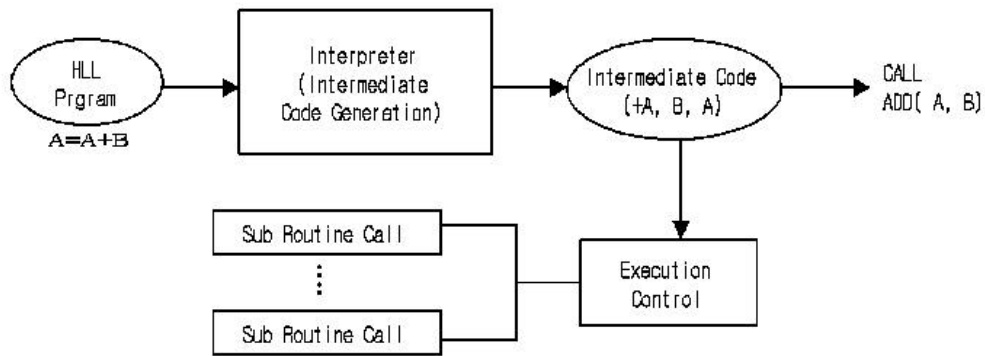 HLL
Prgram
A=A+B
Interpreter
(Intermediate
Code Generation)
Intermediate Code
(+A, B, A)
CALL
ADD( A, B)
Sub Routine Call
Sub Routine Call
Execution
Control